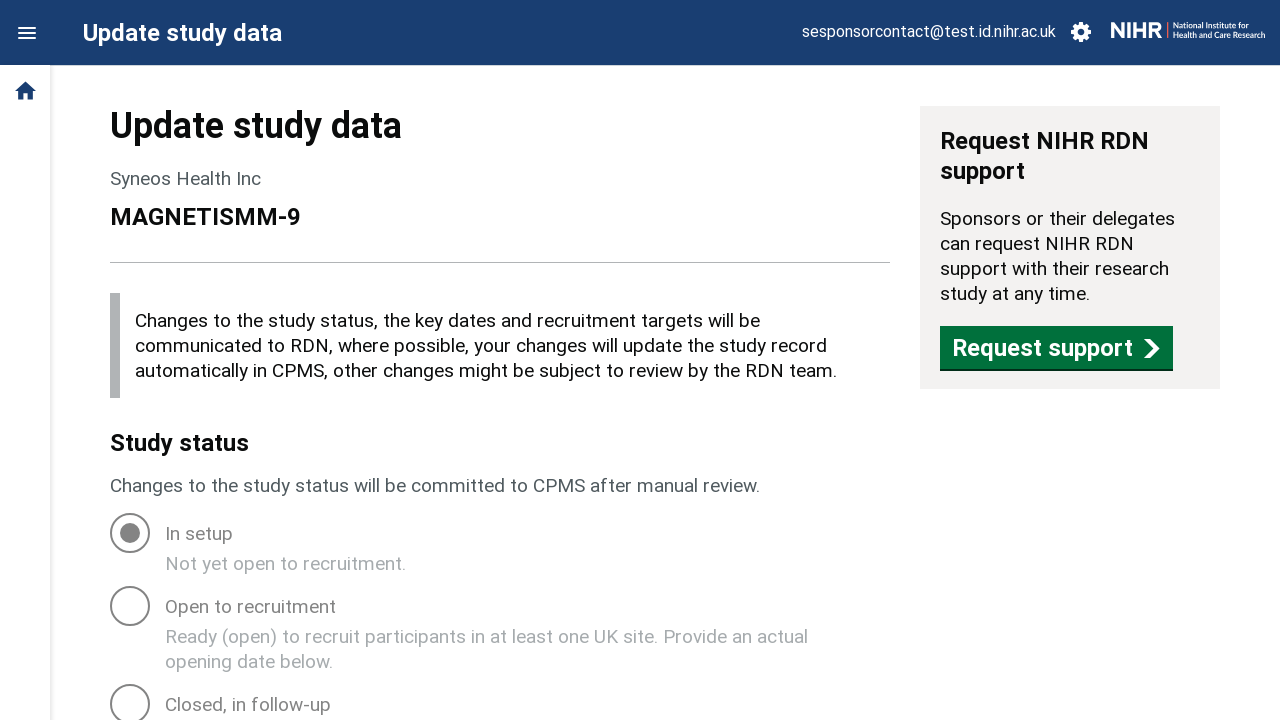 Update study data
sesponsorcontact@test.id.nihr.ac.uk
NIHR
National Institute for
Health and Care Research
Update study data
Syneos Health Inc
MAGNETISMM-9
Changes to the study status, the key dates and recruitment targets will be
communicated to RDN, where possible, your changes will update the study record
automatically in CPMS, other changes might be subject to review by the RDN team.
Study status
Changes to the study status will be committed to CPMS after manual review.
In setup
Not yet open to recruitment.
Open to recruitment
Ready (open) to recruit participants in at least one UK site. Provide an actual
opening date below.
Closed, in follow-up
Request NIHR RDN
support
Sponsors or their delegates
can request NIHR RDN
support with their research
study at any time.
Request support